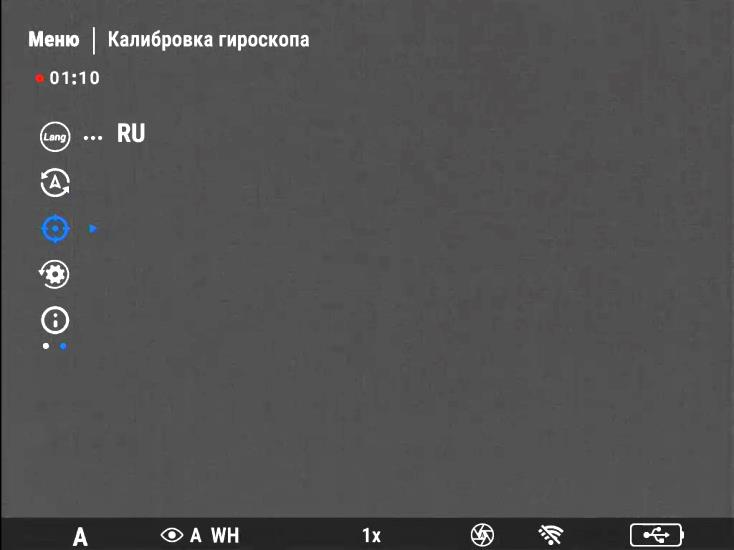 Меню | Калибровка гироскопа
01:10
Lang ... RU
A
A A WH 1x